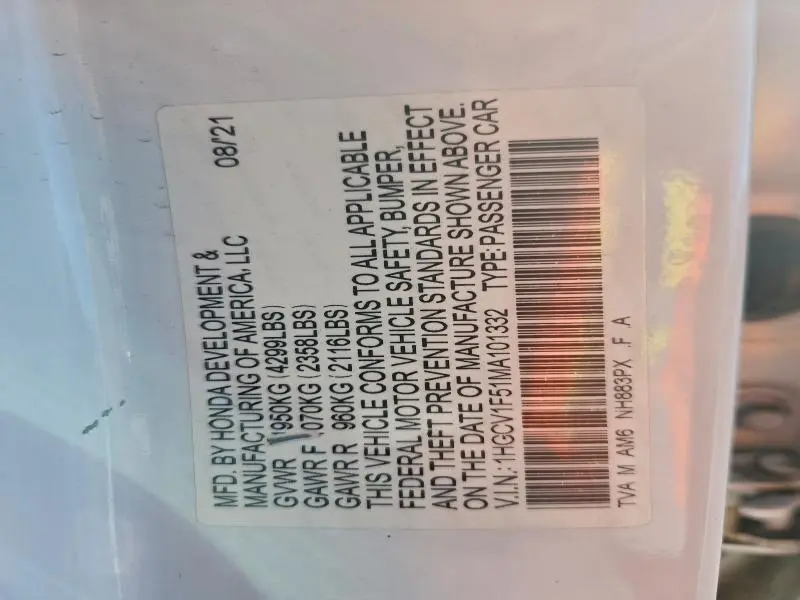 MFD. BY HONDA DEVELOPMENT &
MANUFACTURING OF AMERICA, LLC 08/'21
GVWR 1950KG (4299LBS)
GAWR F 1070KG (2358LBS)
GAWR R 960KG (2116LBS)
THIS VEHICLE CONFORMS TO ALL APPLICABLE
FEDERAL MOTOR VEHICLE SAFETY, BUMPER,
AND THEFT PREVENTION STANDARDS IN EFFECT
ON THE DATE OF MANUFACTURE SHOWN ABOVE.
V.I.N.: 1HGCV1F51MA101332 TYPE: PASSENGER CAR
TVA M AM6 NH883PX .F .A